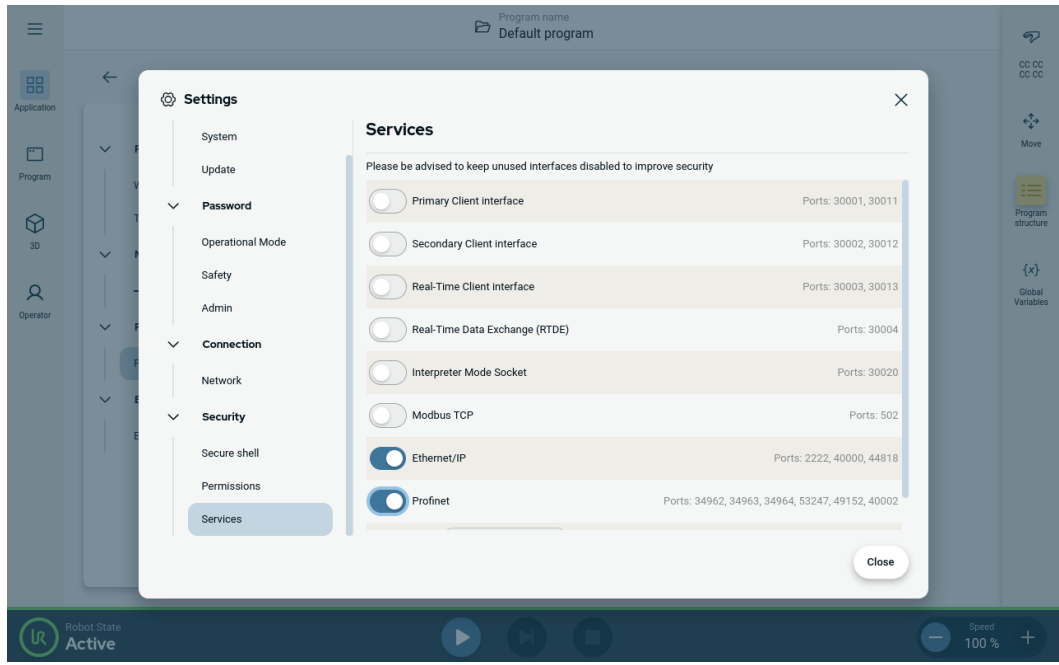 Program name
Default program
Application
Program
3D
Operator
Settings
System
Update
Password
Operational Mode
Safety
Admin
Connection
Network
Security
Secure shell
Permissions
Services
Services
Please be advised to keep unused interfaces disabled to improve security
Primary Client interface Ports: 30001, 30011
Secondary Client interface Ports: 30002, 30012
Real-Time Client interface Ports: 30003, 30013
Real-Time Data Exchange (RTDE) Ports: 30004
Interpreter Mode Socket Ports: 30020
Modbus TCP Ports: 502
Ethernet/IP Ports: 2222, 40000, 44818
Profinet Ports: 34962, 34963, 34964, 53247, 49152, 40002
Close
CC CC
CC CC
Move
Program
structure
{x}
Global
Variables
UR
Robot State
Active
Speed
100 %